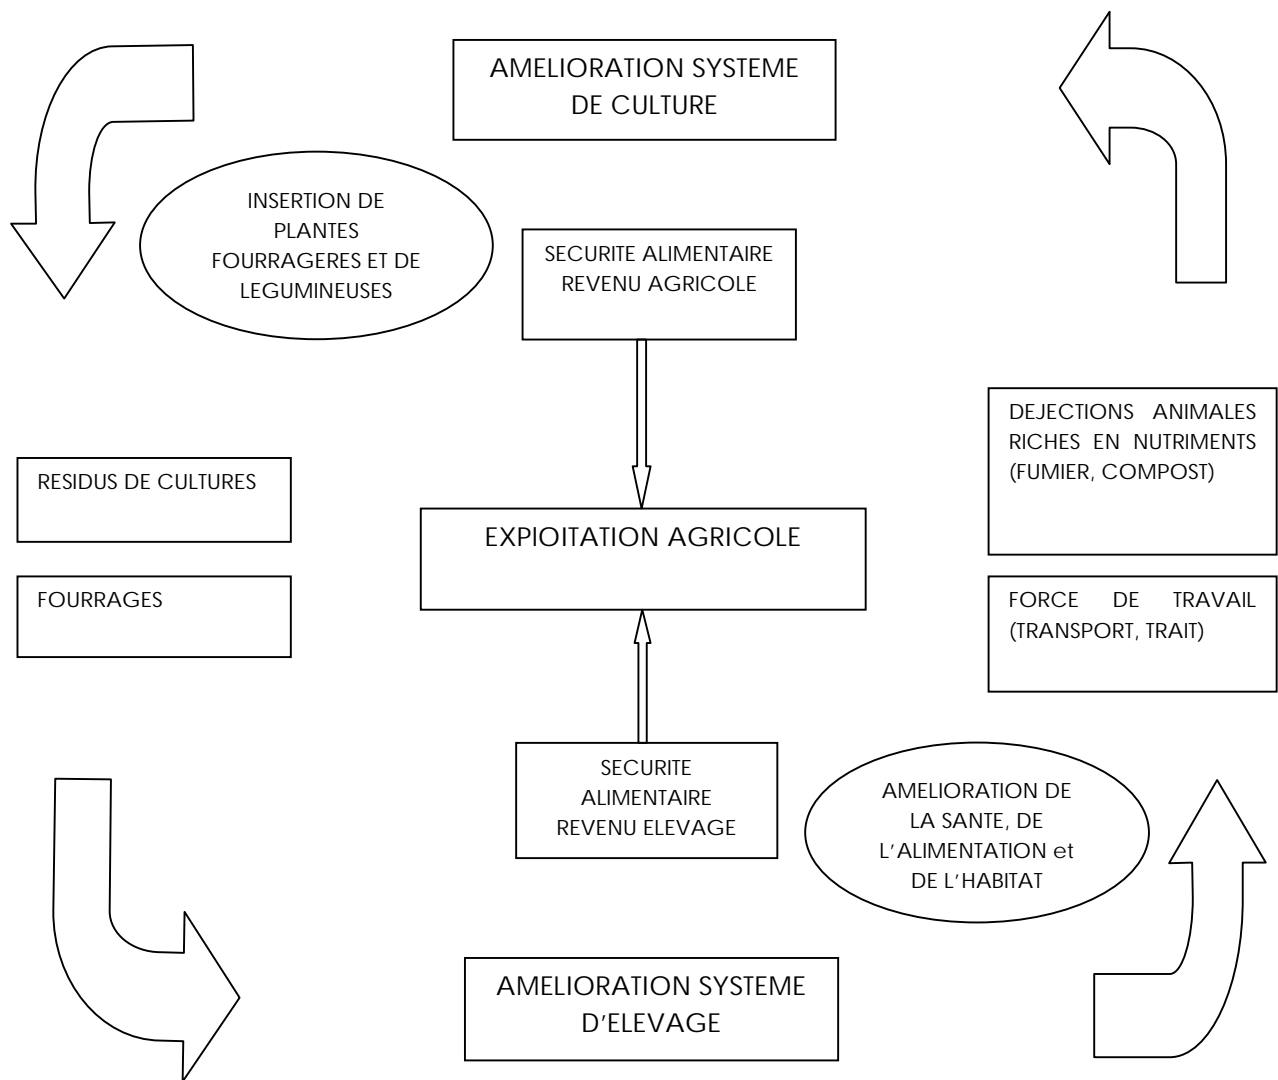 AMELIORATION SYSTEME
DE CULTURE
INSERTION DE
PLANTES
FOURRAGERES ET DE
LEGUMINEUSES
SECURITE ALIMENTAIRE
REVENU AGRICOLE
DEJECTIONS ANIMALES
RICHES EN NUTRIMENTS
(FUMIER, COMPOST)
RESIDUS DE CULTURES
EXPIOITATION AGRICOLE
FOURRAGES
FORCE DE TRAVAIL
(TRANSPORT, TRAIT)
SECURITE
ALIMENTAIRE
REVENU ELEVAGE
AMELIORATION DE
LA SANTE, DE
L'ALIMENTATION et
DE L'HABITAT
AMELIORATION SYSTEME
D'ELEVAGE